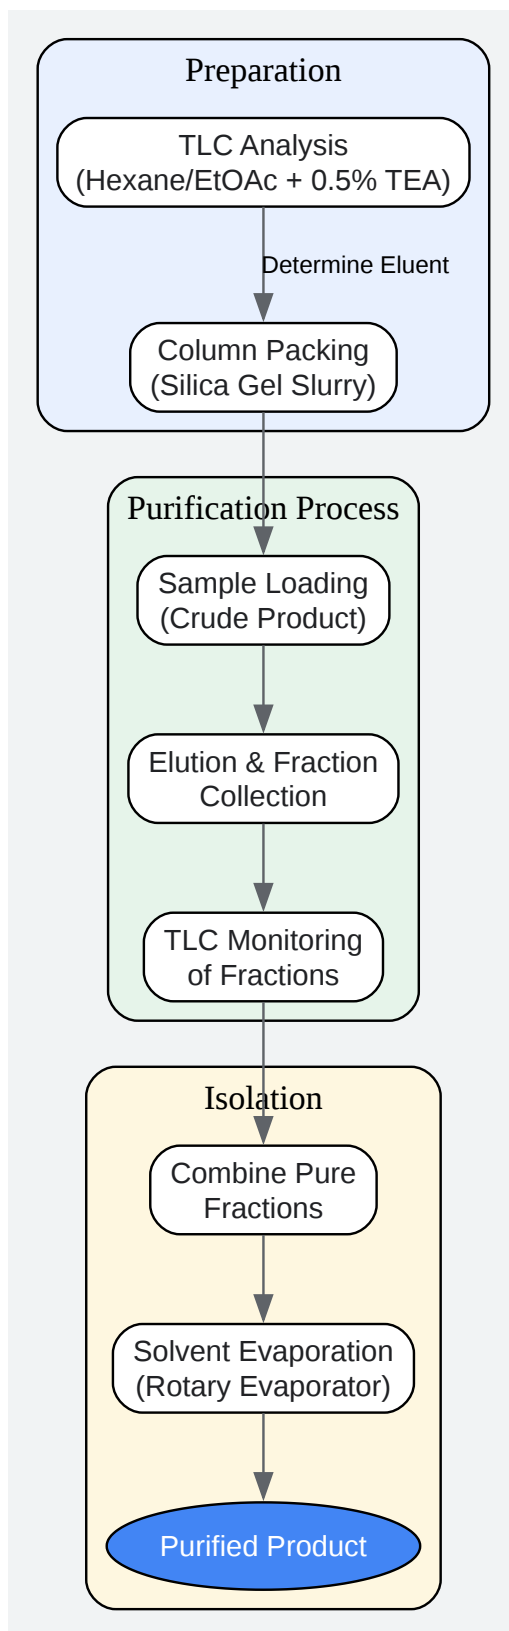 Preparation
TLC Analysis
(Hexane/EtOAc + 0.5% TEA)
Determine Eluent
Column Packing
(Silica Gel Slurry)
Purification Process
Sample Loading
(Crude Product)
Elution & Fraction
Collection
TLC Monitoring
of Fractions
Isolation
Combine Pure
Fractions
Solvent Evaporation
(Rotary Evaporator)
Purified Product